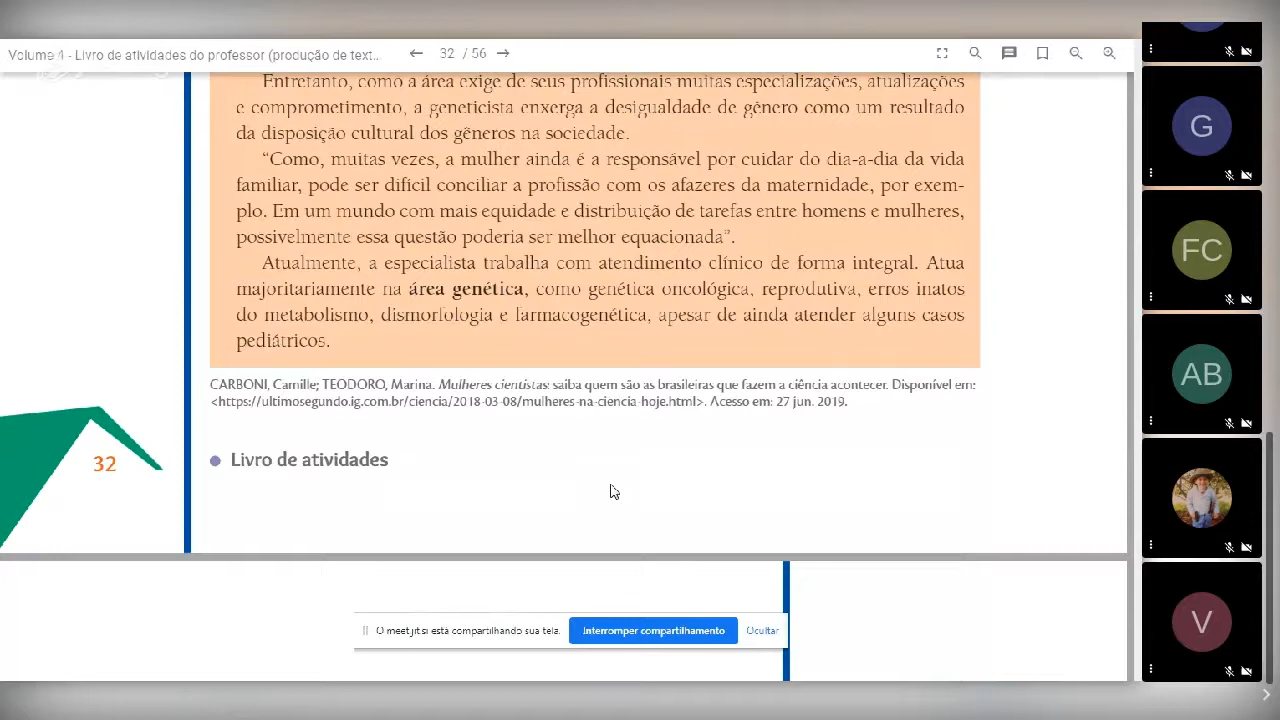 Volume 4 - Livro de atividades do professor (produção de text...
32 / 56
Entretanto, como a área exige de seus profissionais muitas especializações, atualizações
e comprometimento, a geneticista enxerga a desigualdade de gênero como um resultado
da disposição cultural dos gêneros na sociedade.
“Como, muitas vezes, a mulher ainda é a responsável por cuidar do dia-a-dia da vida
familiar, pode ser difícil conciliar a profissão com os afazeres da maternidade, por exem-
plo. Em um mundo com mais equidade e distribuição de tarefas entre homens e mulheres,
possivelmente essa questão poderia ser melhor equacionada”.
Atualmente, a especialista trabalha com atendimento clínico de forma integral. Atua
majoritariamente na área genética, como genética oncológica, reprodutiva, erros inatos
do metabolismo, dismorfologia e farmacogenética, apesar de ainda atender alguns casos
pediátricos.
CARBONI, Camille; TEODORO, Marina. Mulheres cientistas: saiba quem são as brasileiras que fazem a ciência acontecer. Disponível em:
<https://ultimosegundo.ig.com.br/ciencia/2018-03-08/mulheres-na-ciencia-hoje.html>. Acesso em: 27 jun. 2019.
32
Livro de atividades
O meet.jit.si está compartilhando sua tela.
Interromper compartilhamento
Ocultar
G
FC
AB
V